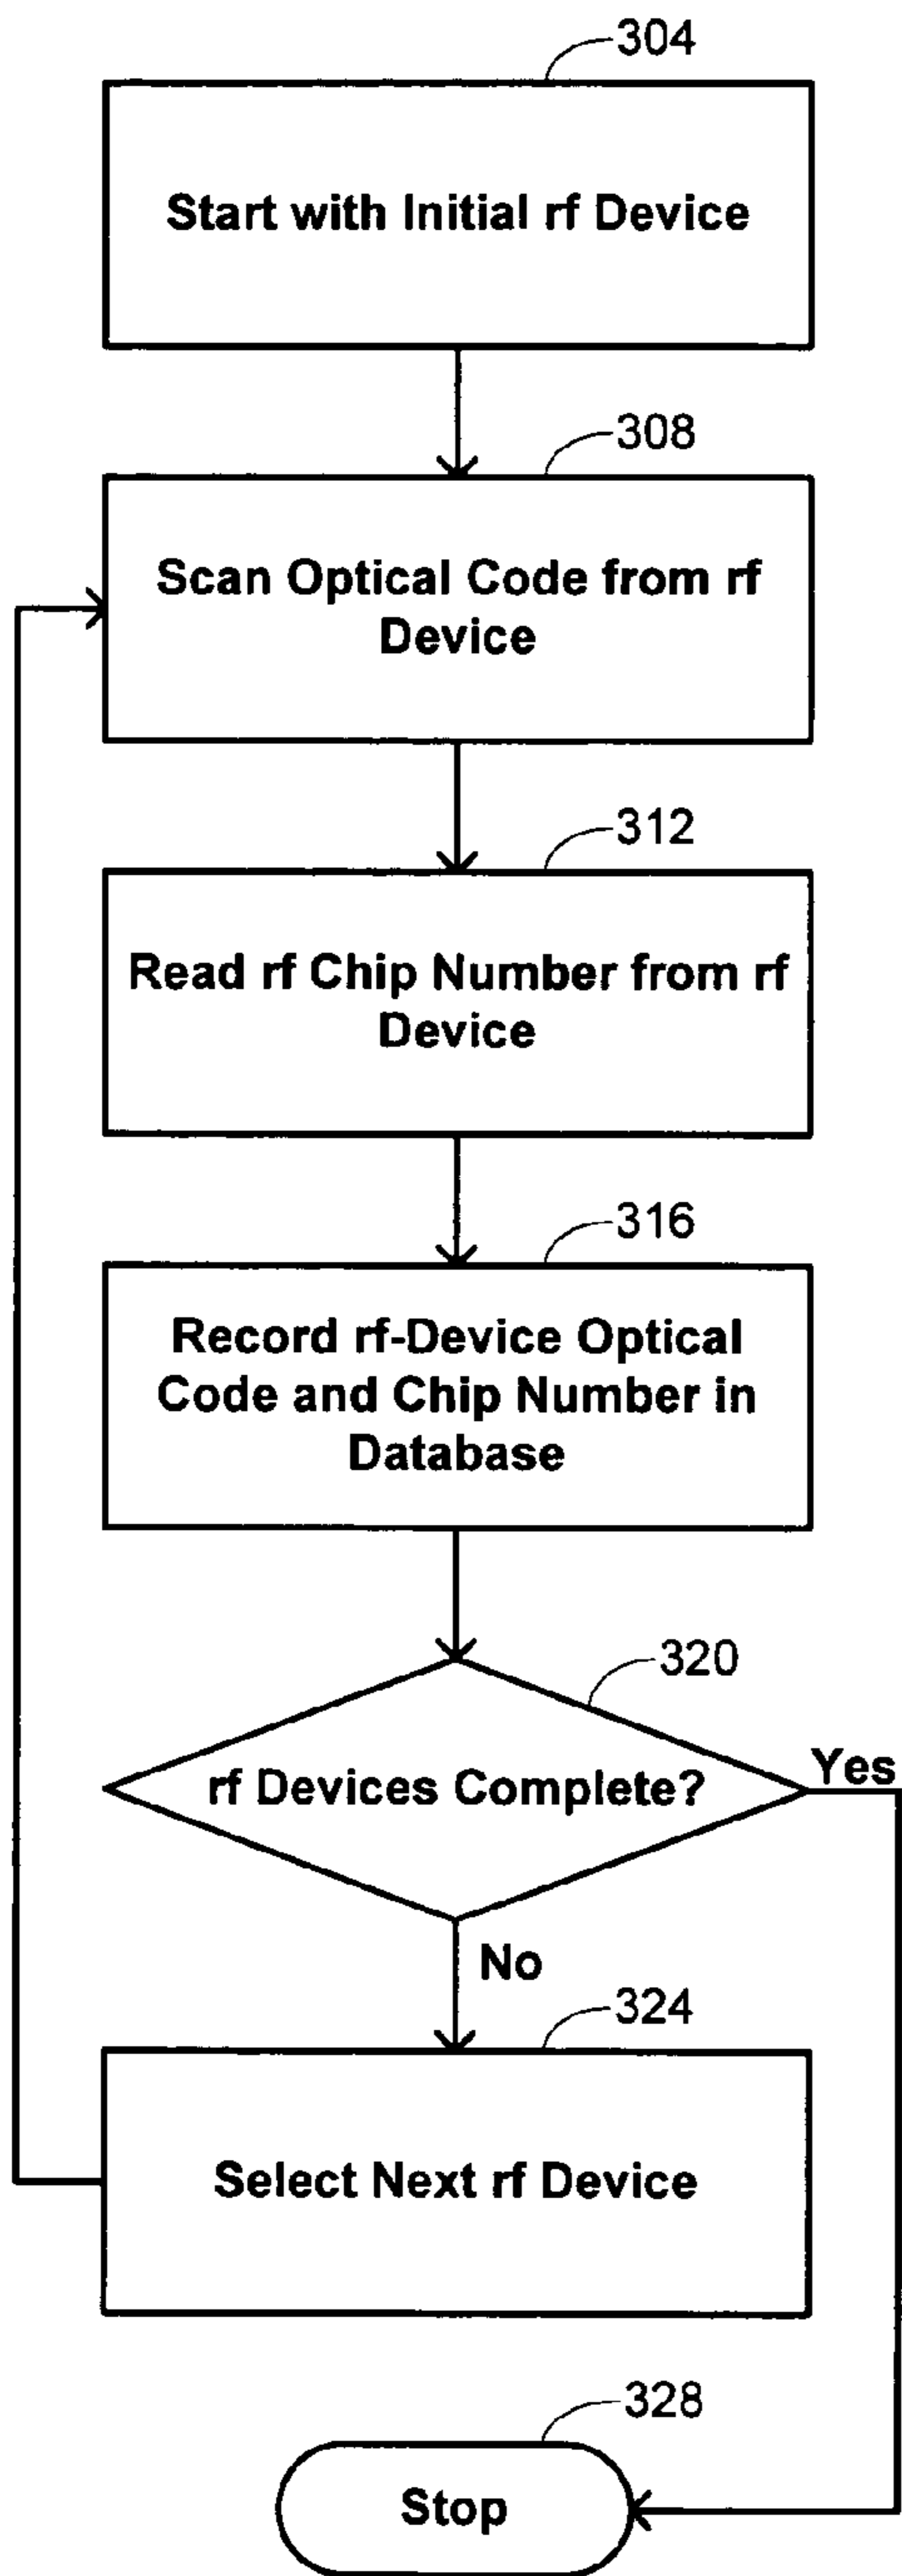 304
Start with Initial rf Device
308
Scan Optical Code from rf
Device
312
Read rf Chip Number from rf
Device
316
Record rf-Device Optical
Code and Chip Number in
Database
320
rf Devices Complete?
Yes
No
324
Select Next rf Device
328
Stop